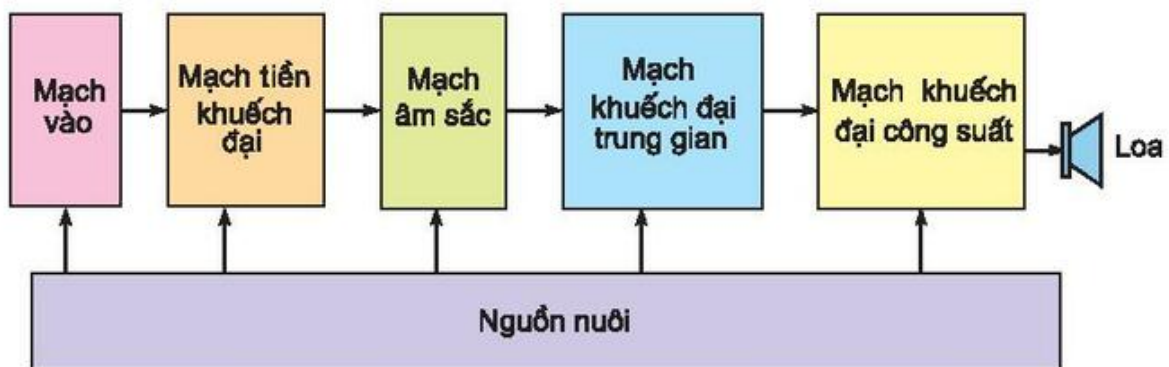 Mạch
vào
Mạch tiền
khuếch
đại
Mạch
âm sắc
Mạch
khuếch đại
trung gian
Mạch khuếch
đại công suất
Loa
Nguồn nuôi